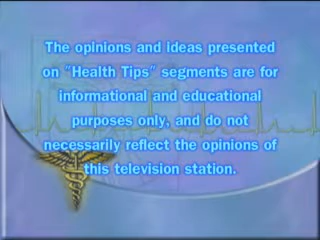 The opinions and ideas presented
on "Health Tips" segments are for
informational and educational
purposes only, and do not
necessarily reflect the opinions of
this television station.